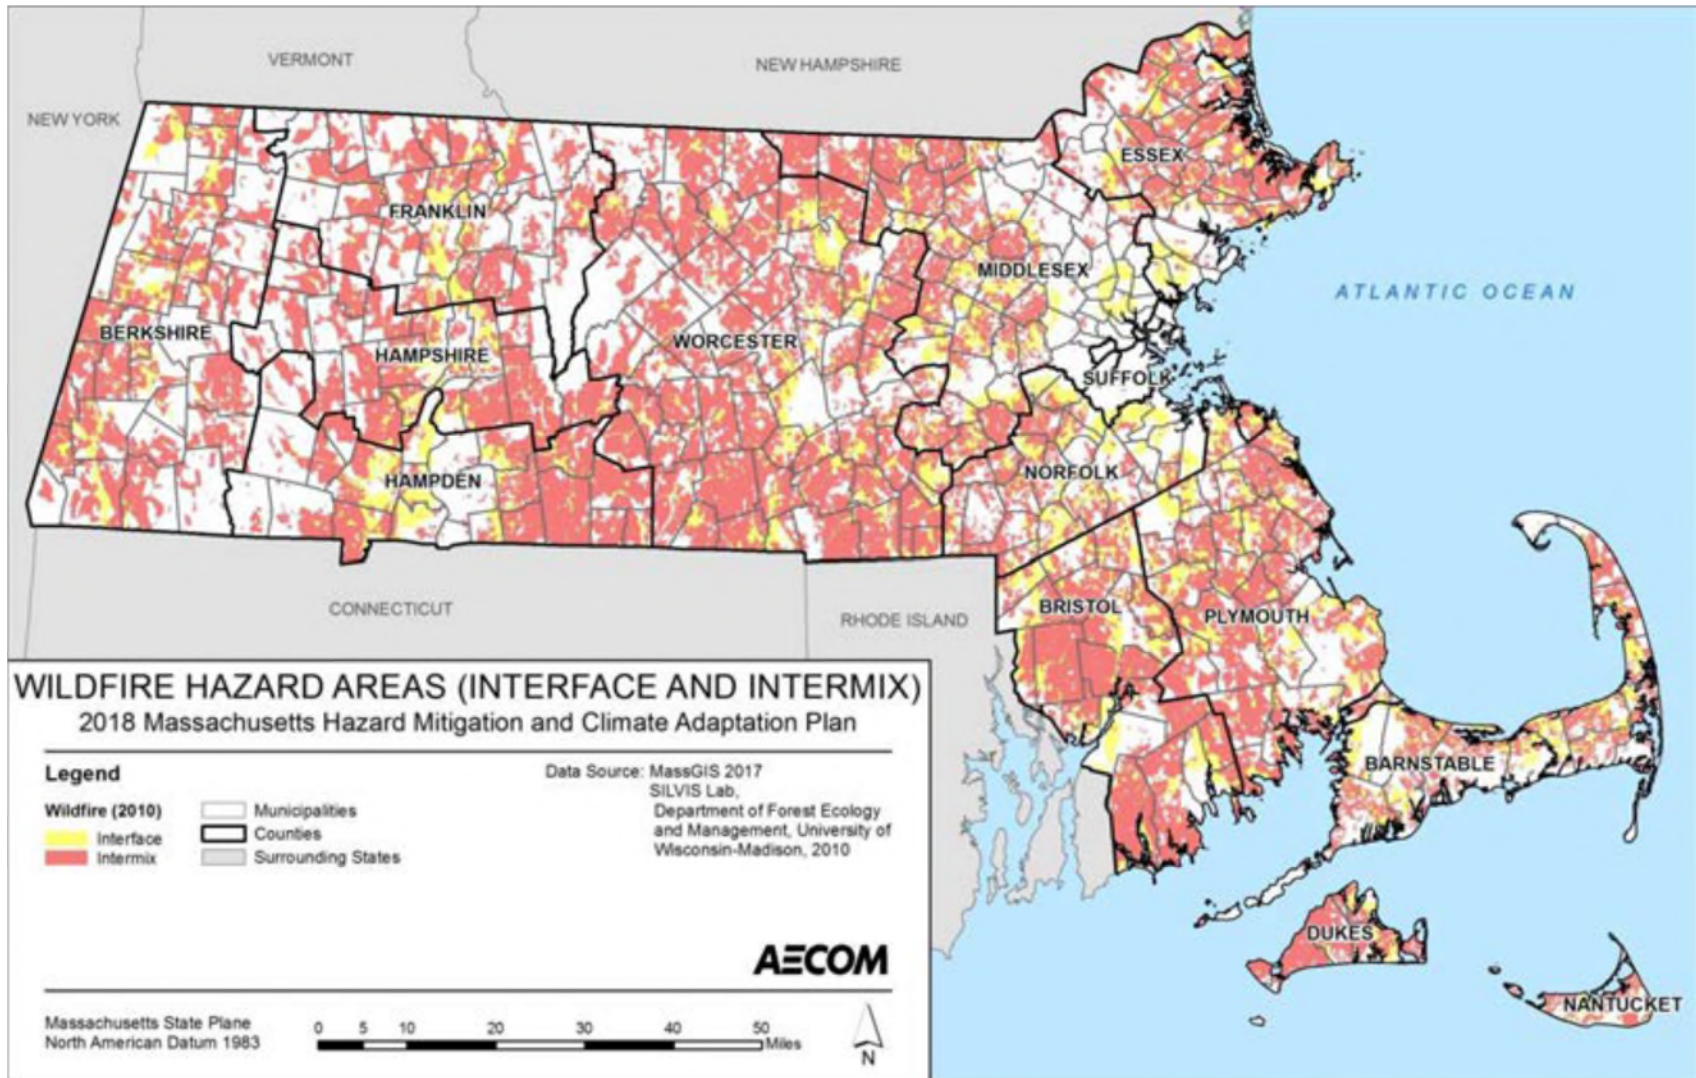 VERMONT
NEW HAMPSHIRE
NEW YORK
ESSEX
FRANKLIN
MIDDLESEX
ATLANTIC OCEAN
BERKSHIRE
HAMPSHIRE
WORCESTER
SUFFOLK
HAMPDEN
NORFOLK
CONNECTICUT
RHODE ISLAND
BRISTOL
PLYMOUTH
BARNSTABLE
DUKES
NANTUCKET
WILDFIRE HAZARD AREAS (INTERFACE AND INTERMIX)
2018 Massachusetts Hazard Mitigation and Climate Adaptation Plan
Legend
Wildfire (2010)
Interface
Intermix
Municipalities
Counties
Surrounding States
Data Source: MassGIS 2017
SILVIS Lab,
Department of Forest Ecology
and Management, University of
Wisconsin-Madison, 2010
AECOM
Massachusetts State Plane
North American Datum 1983
0 5 10 20 30 40 50
Miles
N